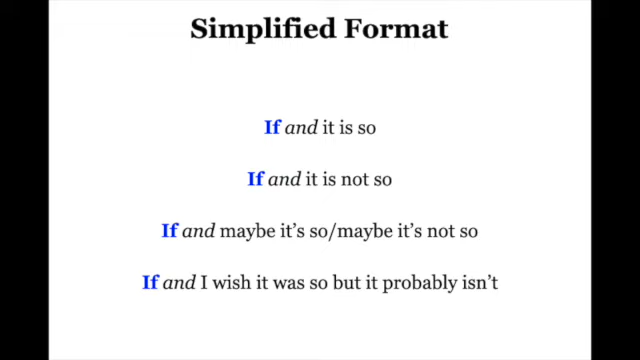 Simplified Format
If and it is so
If and it is not so
If and maybe it's so/maybe it's not so
If and I wish it was so but it probably isn't